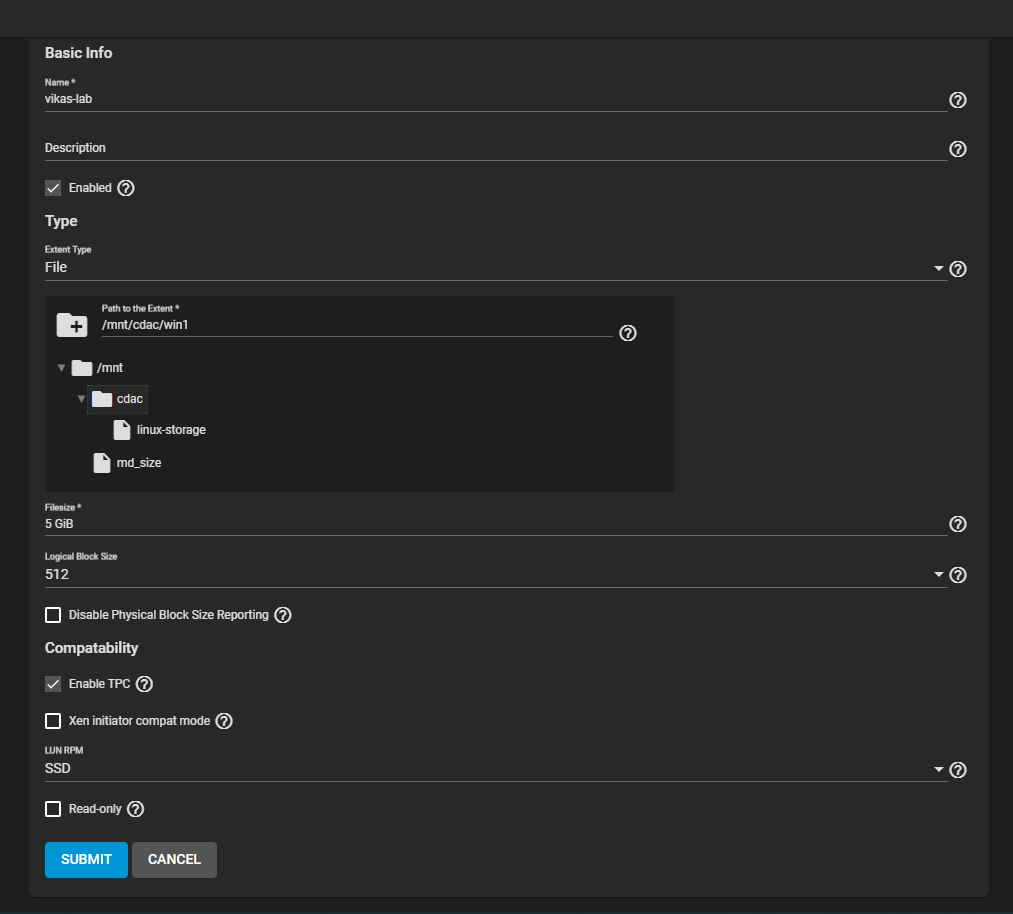 Basic Info
Name *
vikas-lab
Description
Enabled
Type
Extent Type
File
Path to the Extent *
/mnt/cdac/win1
/mnt
cdac
linux-storage
md_size
Filesize *
5 GiB
Logical Block Size
512
Disable Physical Block Size Reporting
Compatability
Enable TPC
Xen initiator compat mode
LUN RPM
SSD
Read-only
SUBMIT CANCEL